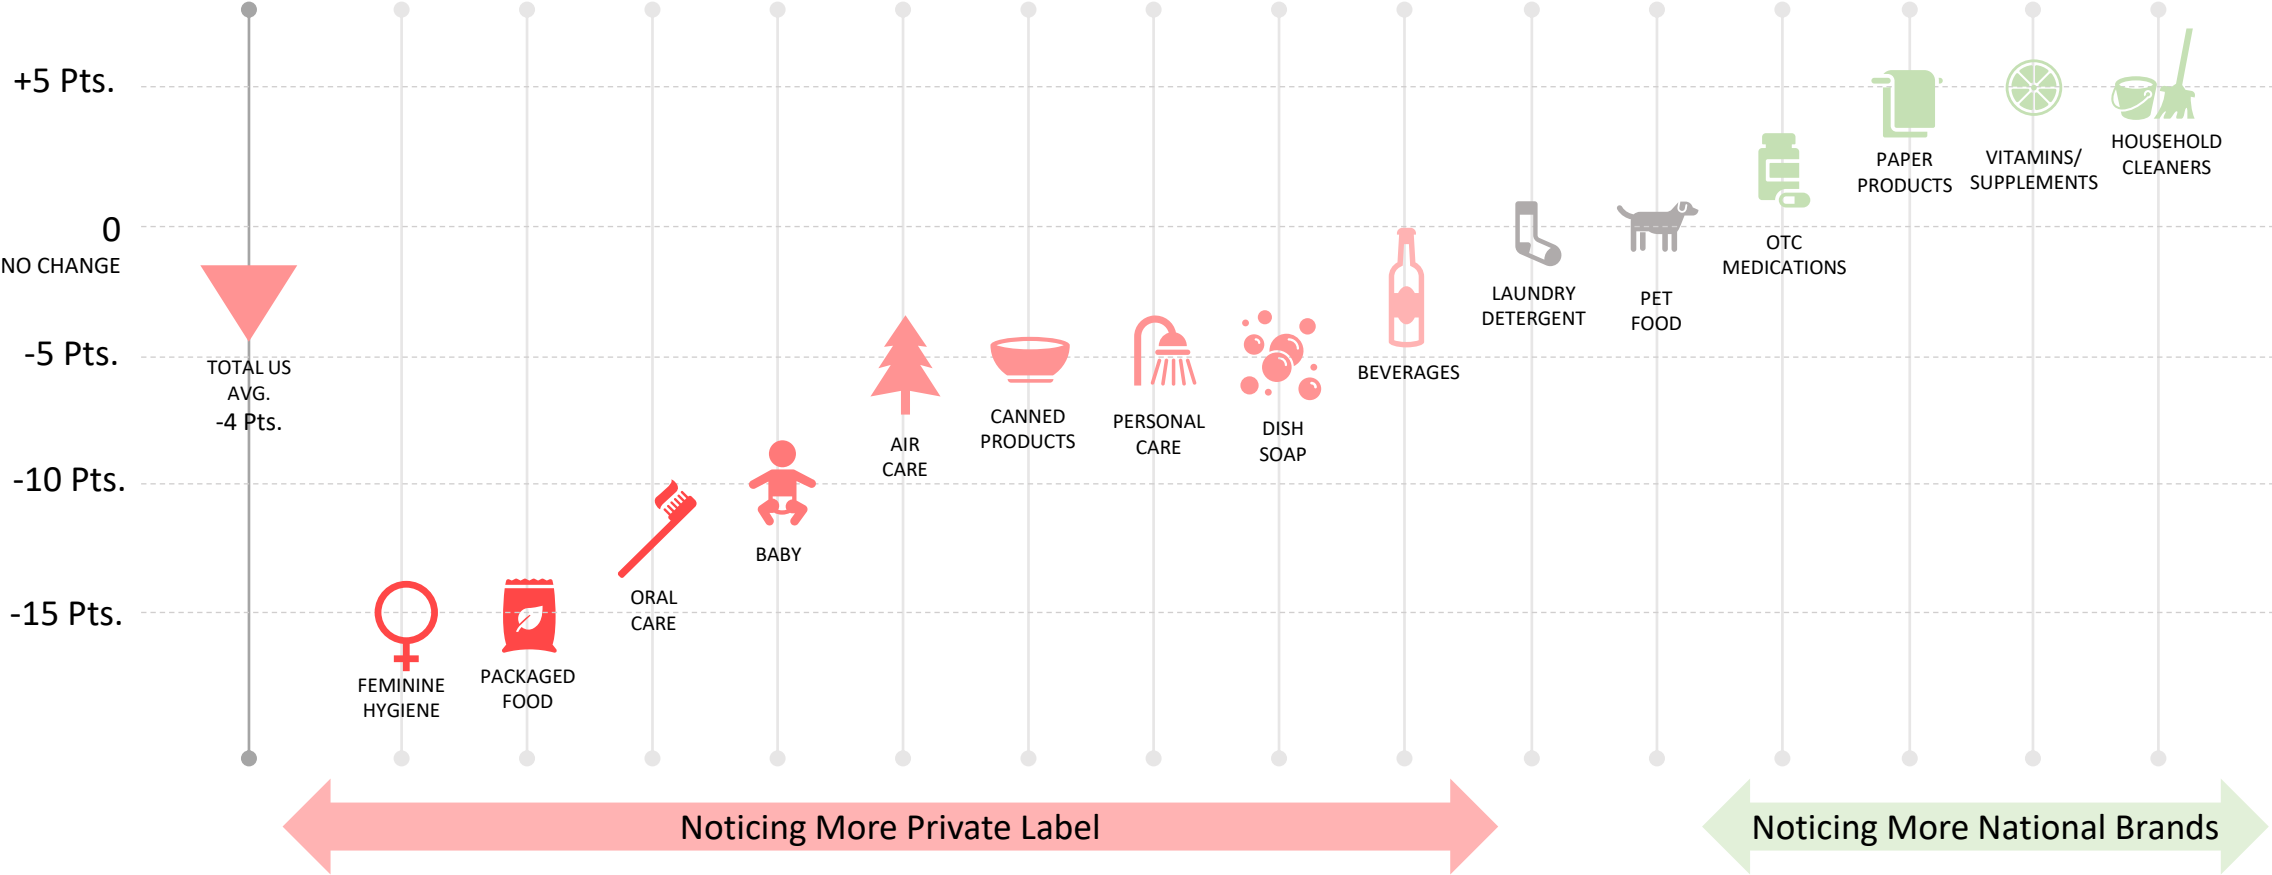 +5 Pts.
0
NO CHANGE
-5 Pts.
-10 Pts.
-15 Pts.
TOTAL US
AVG.
-4 Pts.
FEMININE
HYGIENE
PACKAGED
FOOD
ORAL
CARE
BABY
AIR
CARE
CANNED
PRODUCTS
PERSONAL
CARE
DISH
SOAP
BEVERAGES
LAUNDRY
DETERGENT
PET
FOOD
OTC
MEDICATIONS
PAPER
PRODUCTS
VITAMINS/
SUPPLEMENTS
HOUSEHOLD
CLEANERS
Noticing More Private Label
Noticing More National Brands